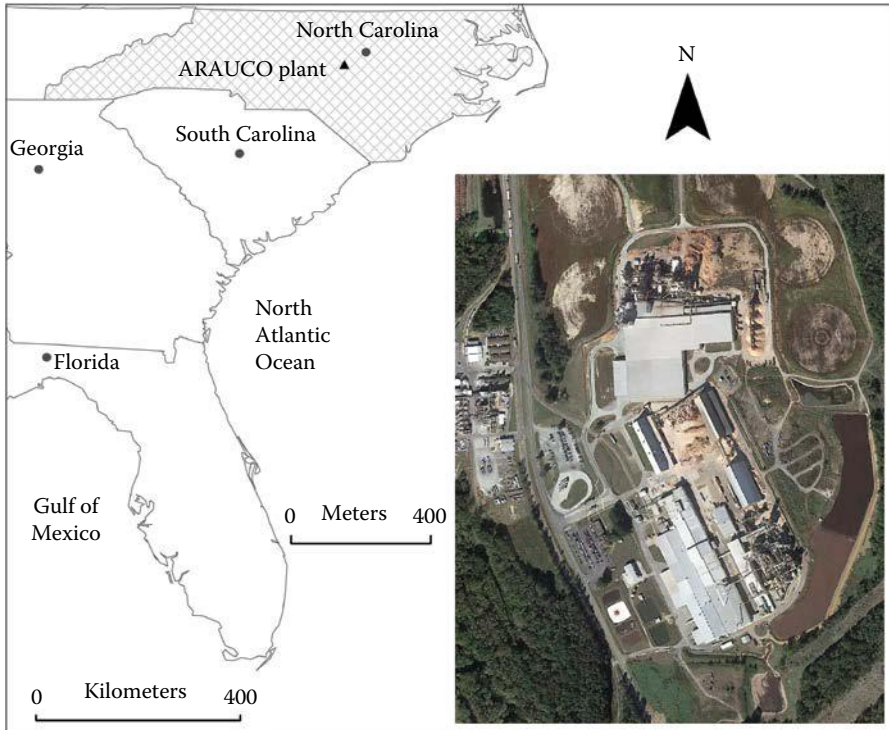 North Carolina
ARAUCO plant
N
South Carolina
Georgia
North
Atlantic
Ocean
Florida
Gulf of
Mexico
0 Meters 400
0 Kilometers 400